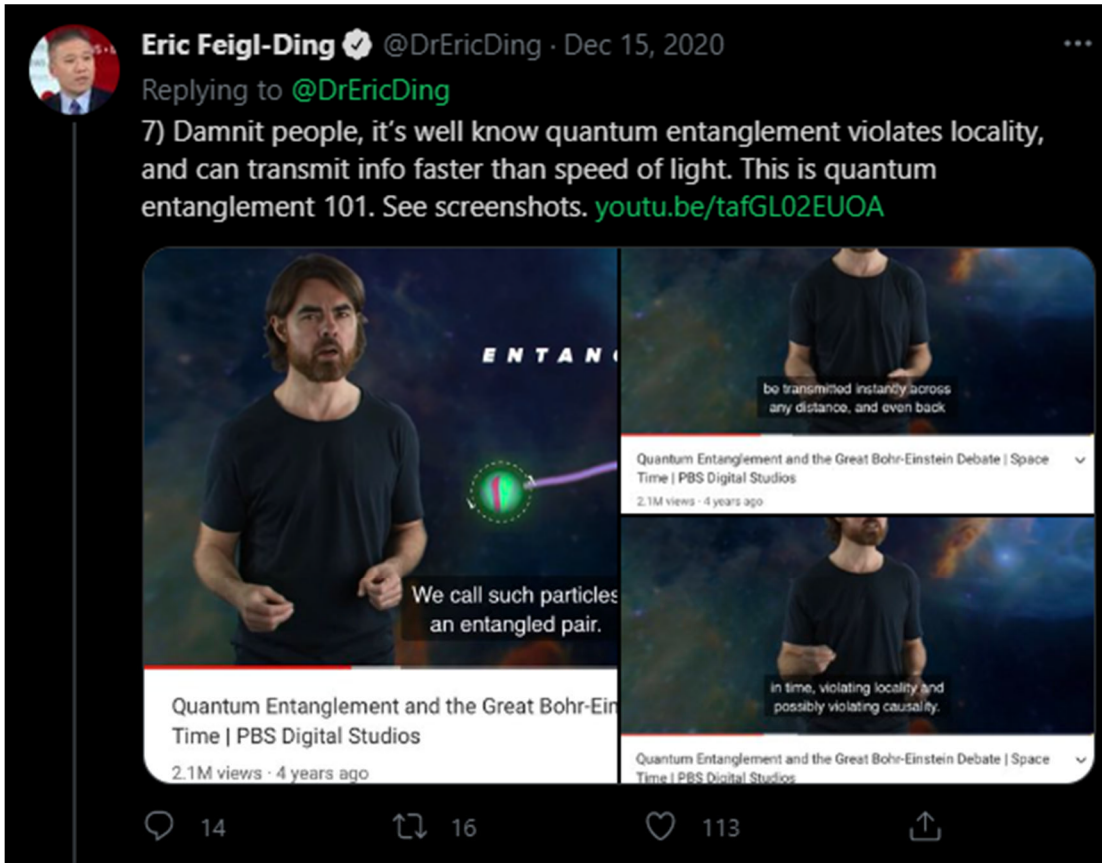 Eric Feigl-Ding @DrEricDing · Dec 15, 2020
Replying to @DrEricDing
7) Damnit people, it's well know quantum entanglement violates locality,
and can transmit info faster than speed of light. This is quantum
entanglement 101. See screenshots. youtu.be/tafGL02EUOA
E N T A N
We call such particles
an entangled pair.
Quantum Entanglement and the Great Bohr-Ein
Time | PBS Digital Studios
2.1M views · 4 years ago
be transmitted instantly across
any distance, and even back
Quantum Entanglement and the Great Bohr-Einstein Debate | Space
Time | PBS Digital Studios
2.1M views · 4 years ago
in time, violating locality and
possibly violating causality.
Quantum Entanglement and the Great Bohr-Einstein Debate | Space
Time | PBS Digital Studios
14 16 113